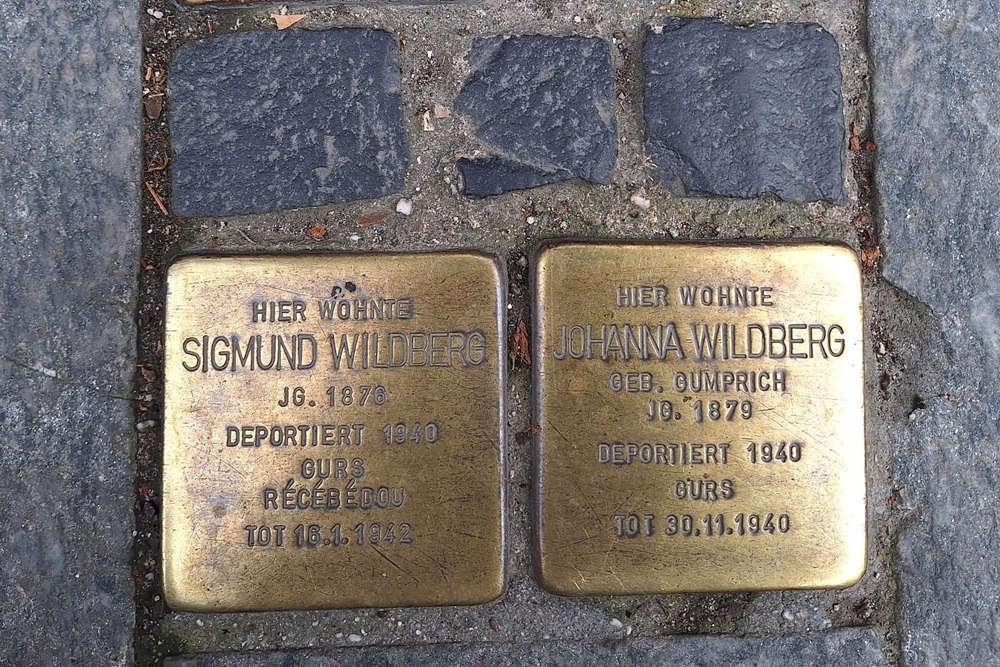 HIER WOHNTE
SIGMUND WILDBERG
JG. 1876
DEPORTIERT 1940
GURS
RÉCÉBÉDOU
TOT 16.1.1942
HIER WOHNTE
JOHANNA WILDBERG
GEB. GUMPRICH
JG. 1879
DEPORTIERT 1940
GURS
TOT 30.11.1940